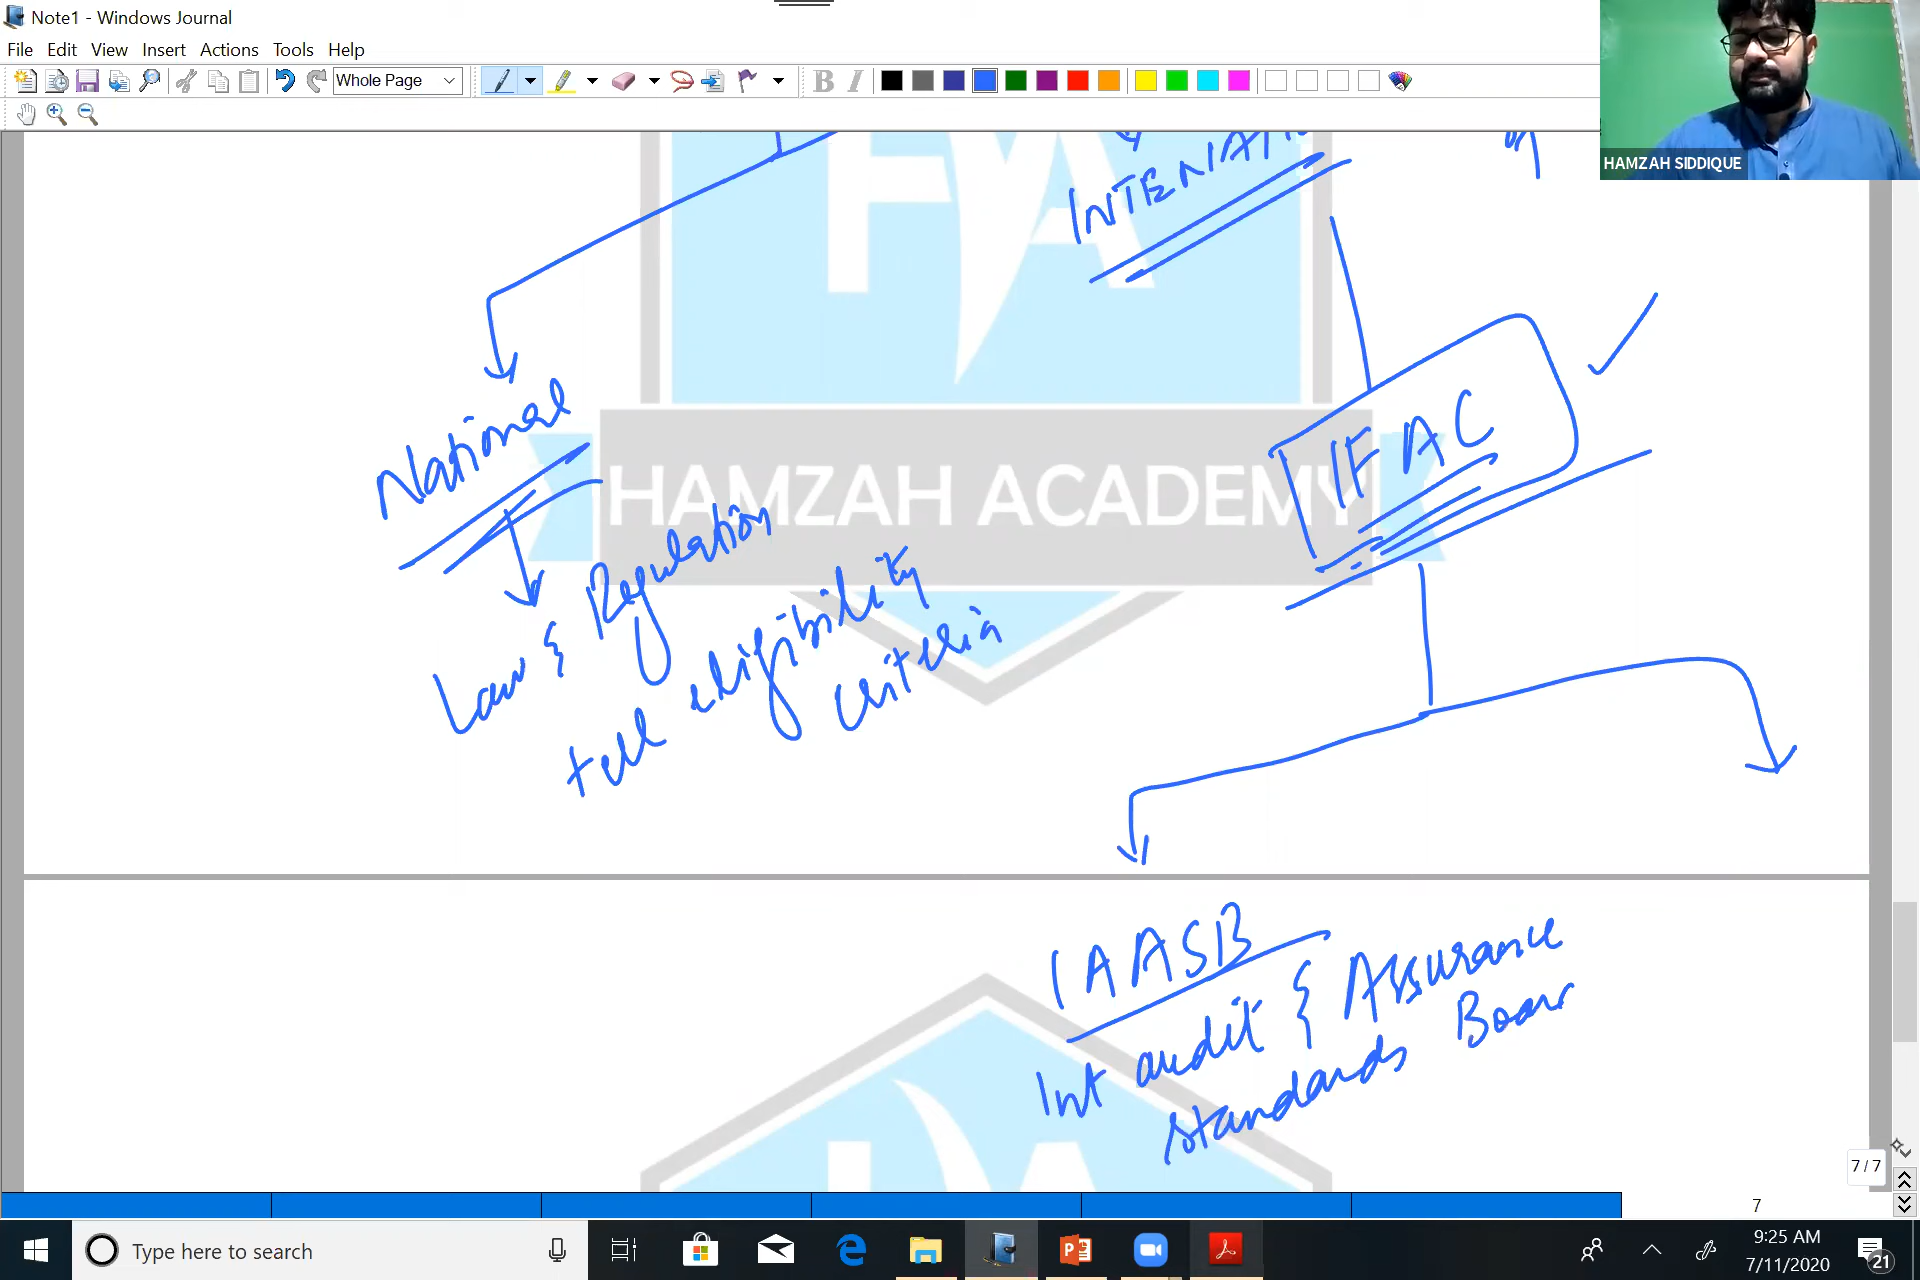 Note1 - Windows Journal
File Edit View Insert Actions Tools Help
Whole Page
B I
HAMZAH SIDDIQUE
INTENATI
National
IFAC
HAMZAH ACADEMY
Law & Regulation
tell eligibility
criteria
IAASB
Int audit & Assurance
standards Boar
7 / 7
7
Type here to search
9:25 AM
7/11/2020
21